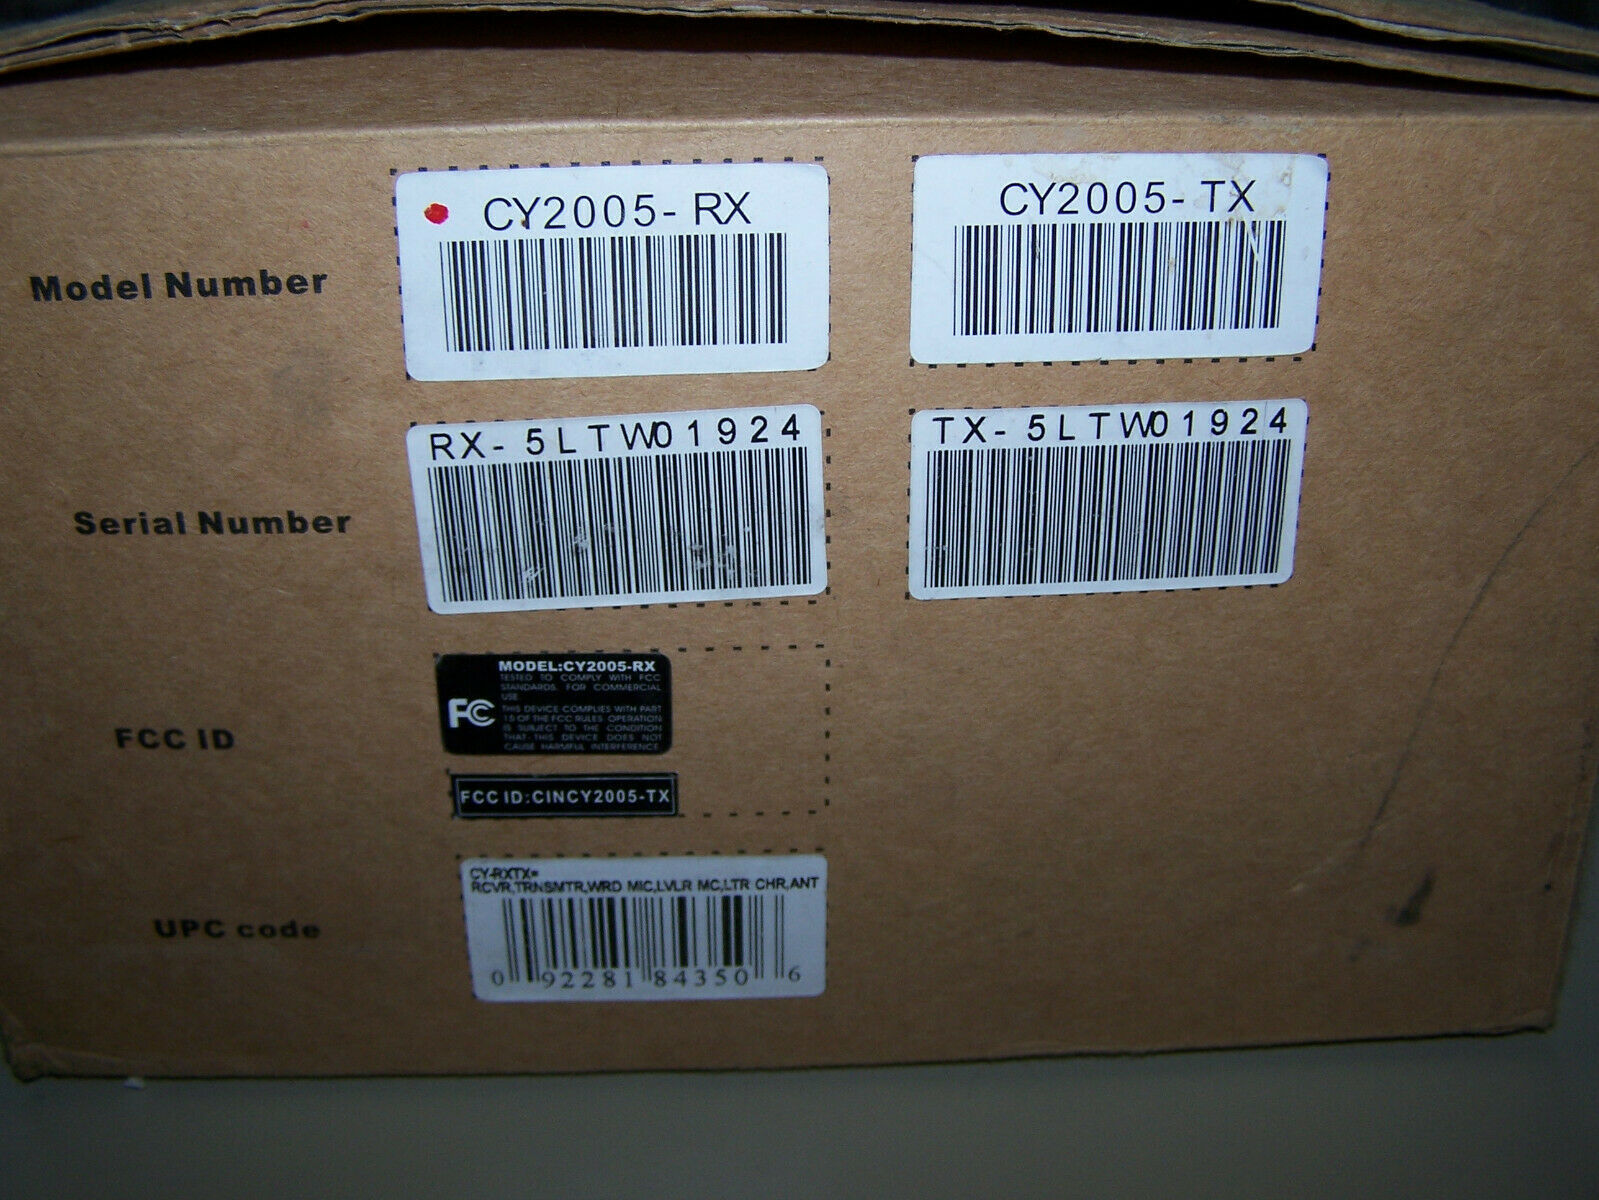 Model Number
CY2005-RX
CY2005-TX
Serial Number
RX-5LTW01924
TX-5LTW01924
FCC ID
FC
MODEL:CY2005-RX
TESTED TO COMPLY WITH FCC
STANDARDS FOR COMMERCIAL
USE
THIS DEVICE COMPLIES WITH PART
15 OF THE FCC RULES OPERATION
IS SUBJECT TO THE CONDITION
THAT THIS DEVICE DOES NOT
CAUSE HARMFUL INTERFERENCE
FCC ID:CINCY2005-TX
UPC code
CY-RXTX=
RCVR,TRNSMTR,WRD MIC,LVLR MC,LTR CHR,ANT
0 92281 84350 6